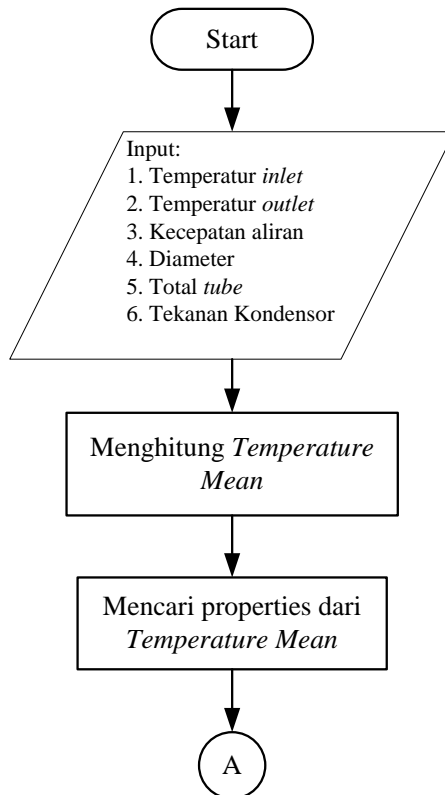 Start
Input:
1. Temperatur inlet
2. Temperatur outlet
3. Kecepatan aliran
4. Diameter
5. Total tube
6. Tekanan Kondensor
Menghitung Temperature
Mean
Mencari properties dari
Temperature Mean
A